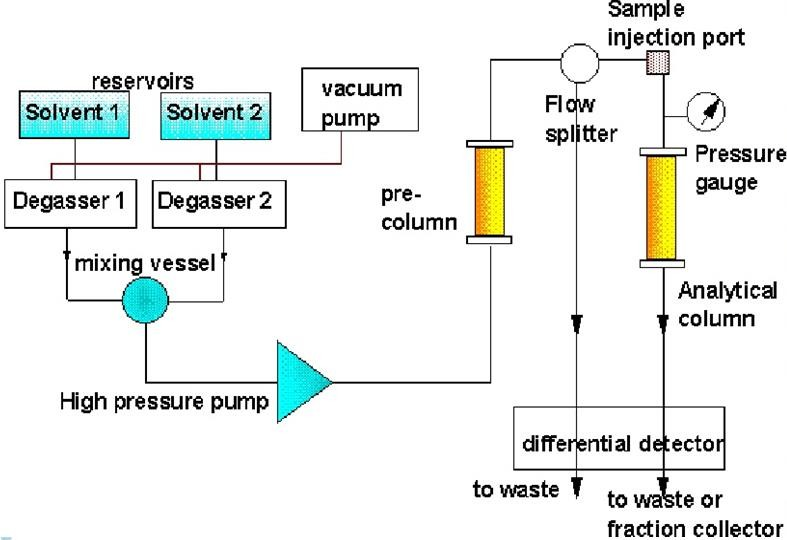 Sample
injection port
reservoirs
Solvent 1
Solvent 2
vacuum
pump
Flow
splitter
Pressure
gauge
Degasser 1
Degasser 2
pre-
column
mixing vessel
Analytical
column
High pressure pump
differential detector
to waste
to waste or
fraction collector